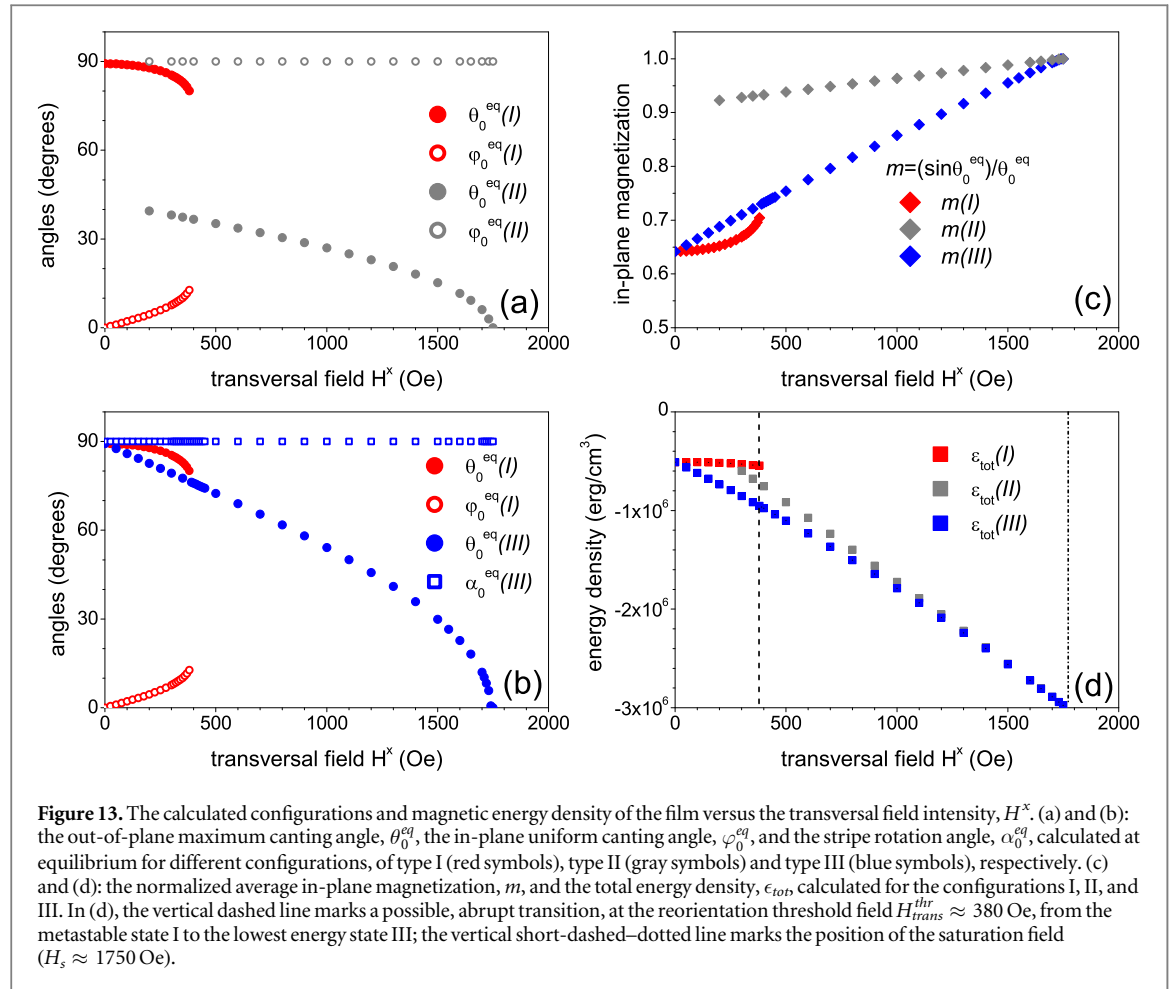 90
60
30
0
angles (degrees)
θ₀^eq(I)
φ₀^eq(I)
θ₀^eq(II)
φ₀^eq(II)
(a)
0 500 1000 1500 2000
transversal field H^x (Oe)
1.0
0.9
0.8
0.7
0.6
0.5
in-plane magnetization
m=(sinθ₀^eq)/θ₀^eq
m(I)
m(II)
m(III)
(c)
0 500 1000 1500 2000
transversal field H^x (Oe)
90
60
30
0
angles (degrees)
θ₀^eq(I)
φ₀^eq(I)
θ₀^eq(III)
α₀^eq(III)
(b)
0 500 1000 1500 2000
transversal field H^x (Oe)
0
-1x10⁶
-2x10⁶
-3x10⁶
energy density (erg/cm³)
ε_tot(I)
ε_tot(II)
ε_tot(III)
(d)
0 500 1000 1500 2000
transversal field H^x (Oe)
Figure 13. The calculated configurations and magnetic energy density of the film versus the transversal field intensity, H^x. (a) and (b):
the out-of-plane maximum canting angle, θ₀^eq, the in-plane uniform canting angle, φ₀^eq, and the stripe rotation angle, α₀^eq, calculated at
equilibrium for different configurations, of type I (red symbols), type II (gray symbols) and type III (blue symbols), respectively. (c)
and (d): the normalized average in-plane magnetization, m, and the total energy density, ϵ_tot, calculated for the configurations I, II, and
III. In (d), the vertical dashed line marks a possible, abrupt transition, at the reorientation threshold field H_trans^thr ≈ 380 Oe, from the
metastable state I to the lowest energy state III; the vertical short-dashed–dotted line marks the position of the saturation field
(H_s ≈ 1750 Oe).